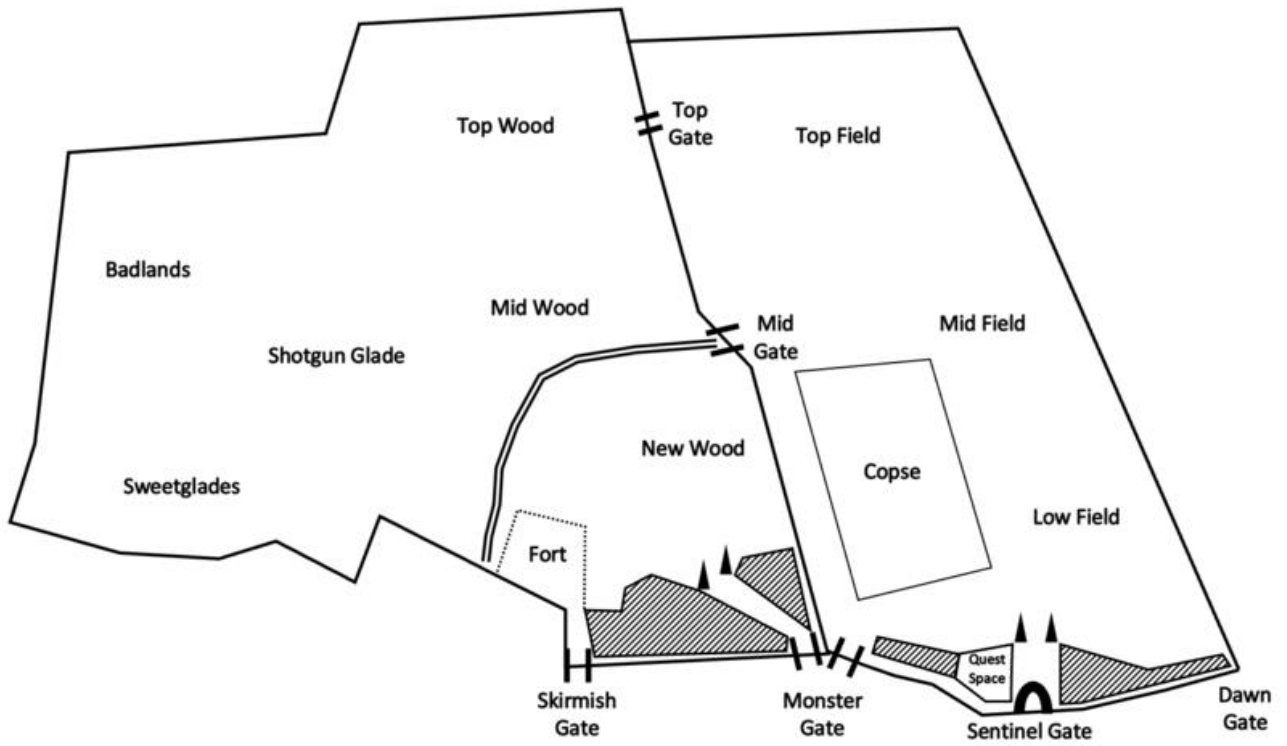 Top Wood
Top
Gate
Top Field
Badlands
Mid Wood
Mid
Gate
Mid Field
Shotgun Glade
New Wood
Copse
Sweetglades
Low Field
Fort
Quest
Space
Skirmish
Gate
Monster
Gate
Sentinel Gate
Dawn
Gate